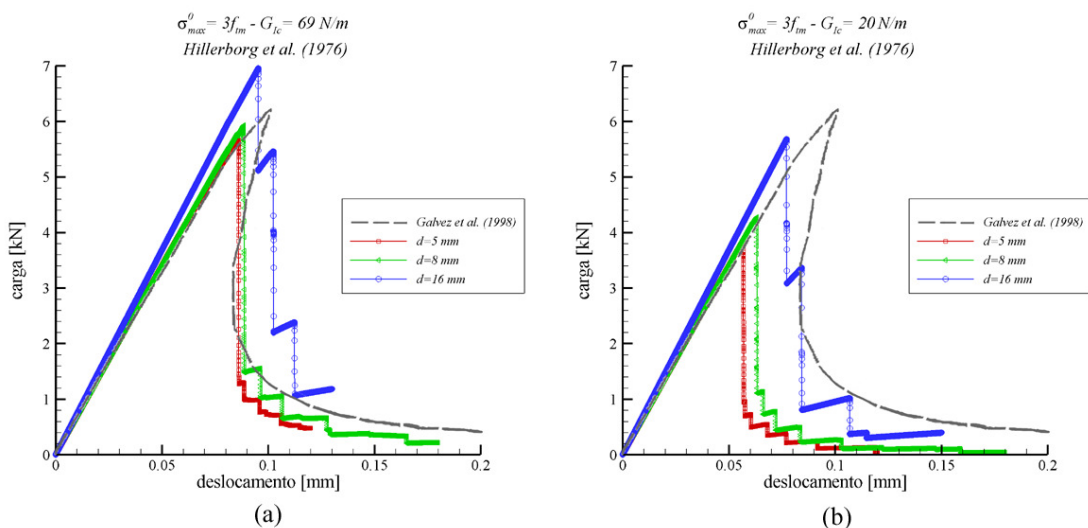 σ⁰max = 3ftm - GIc = 69 N/m
Hillerborg et al. (1976)
carga [kN]
7
6
5
4
3
2
1
0
0
0.05
0.1
0.15
0.2
deslocamento [mm]
Galvez et al. (1998)
d=5 mm
d=8 mm
d=16 mm
(a)
σ⁰max = 3ftm - GIc = 20 N/m
Hillerborg et al. (1976)
carga [kN]
7
6
5
4
3
2
1
0
0
0.05
0.1
0.15
0.2
deslocamento [mm]
Galvez et al. (1998)
d=5 mm
d=8 mm
d=16 mm
(b)